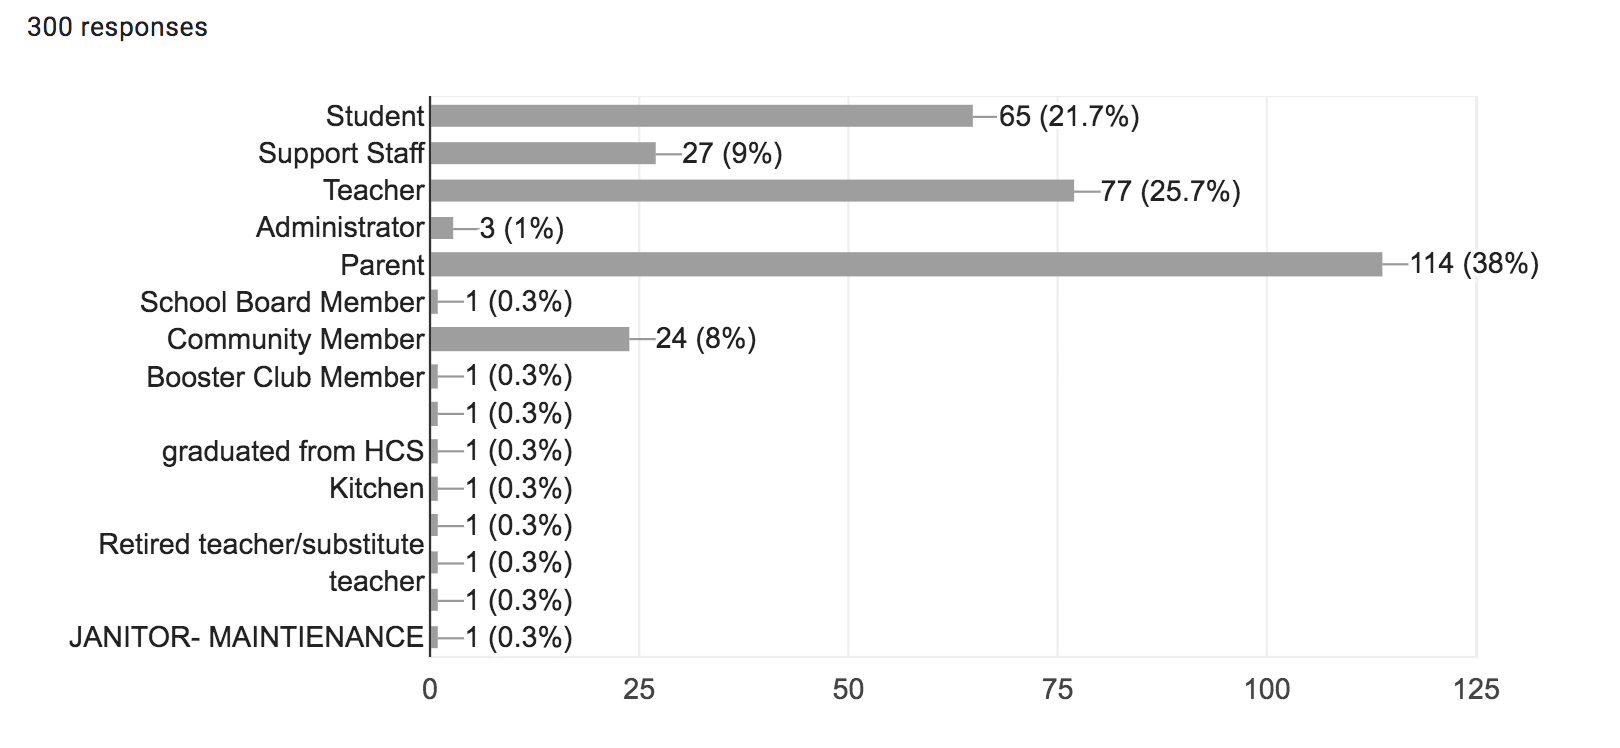 300 responses
Student 65 (21.7%)
Support Staff 27 (9%)
Teacher 77 (25.7%)
Administrator 3 (1%)
Parent 114 (38%)
School Board Member 1 (0.3%)
Community Member 24 (8%)
Booster Club Member 1 (0.3%)
1 (0.3%)
graduated from HCS 1 (0.3%)
Kitchen 1 (0.3%)
1 (0.3%)
Retired teacher/substitute
1 (0.3%)
teacher
1 (0.3%)
JANITOR- MAINTIENANCE 1 (0.3%)
0 25 50 75 100 125